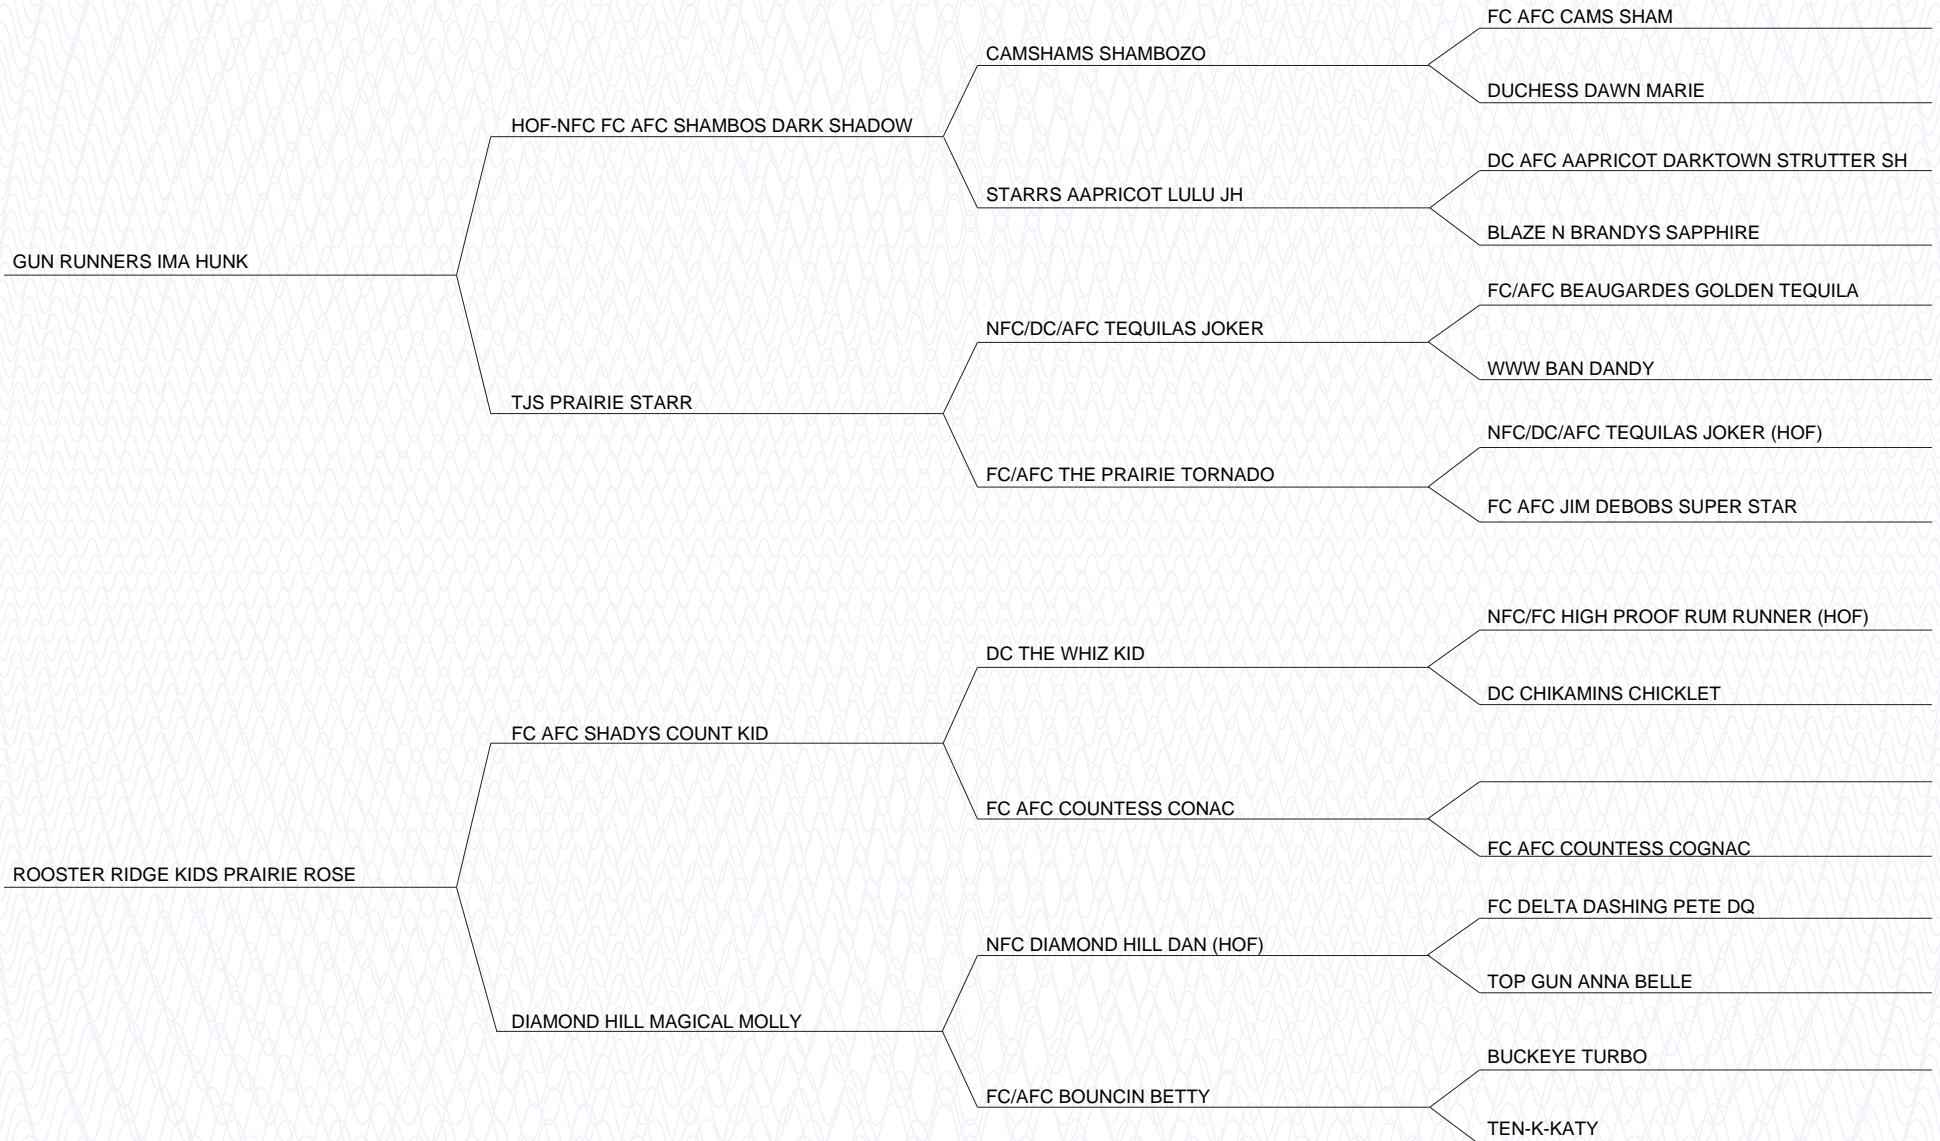 FC AFC CAMS SHAM
CAMSHAMS SHAMBOZO
DUCHESS DAWN MARIE
HOF-NFC FC AFC SHAMBOS DARK SHADOW
DC AFC AAPRICOT DARKTOWN STRUTTER SH
STARRS AAPRICOT LULU JH
BLAZE N BRANDYS SAPPHIRE
GUN RUNNERS IMA HUNK
FC/AFC BEAUGARDES GOLDEN TEQUILA
NFC/DC/AFC TEQUILAS JOKER
WWW BAN DANDY
TJS PRAIRIE STARR
NFC/DC/AFC TEQUILAS JOKER (HOF)
FC/AFC THE PRAIRIE TORNADO
FC AFC JIM DEBOBS SUPER STAR
NFC/FC HIGH PROOF RUM RUNNER (HOF)
DC THE WHIZ KID
DC CHIKAMINS CHICKLET
FC AFC SHADYS COUNT KID
FC AFC COUNTESS CONAC
FC AFC COUNTESS COGNAC
ROOSTER RIDGE KIDS PRAIRIE ROSE
FC DELTA DASHING PETE DQ
NFC DIAMOND HILL DAN (HOF)
TOP GUN ANNA BELLE
DIAMOND HILL MAGICAL MOLLY
BUCKEYE TURBO
FC/AFC BOUNCIN BETTY
TEN-K-KATY